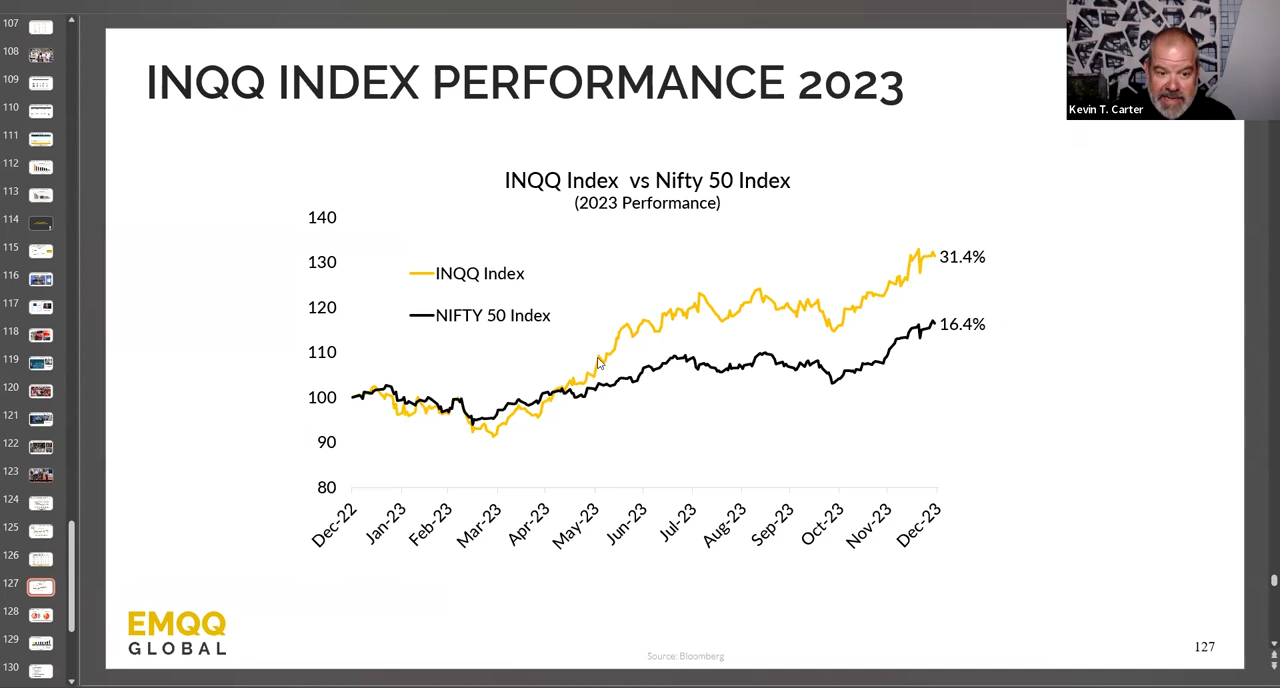 107
108
109
110
111
112
113
114
115
116
117
118
119
120
121
122
123
124
125
126
127
128
129
130
INQQ INDEX PERFORMANCE 2023
Kevin T. Carter
INQQ Index vs Nifty 50 Index
(2023 Performance)
140
130
120
110
100
90
80
INQQ Index
NIFTY 50 Index
31.4%
16.4%
Dec-22
Jan-23
Feb-23
Mar-23
Apr-23
May-23
Jun-23
Jul-23
Aug-23
Sep-23
Oct-23
Nov-23
Dec-23
EMQQ
GLOBAL
Source: Bloomberg
127